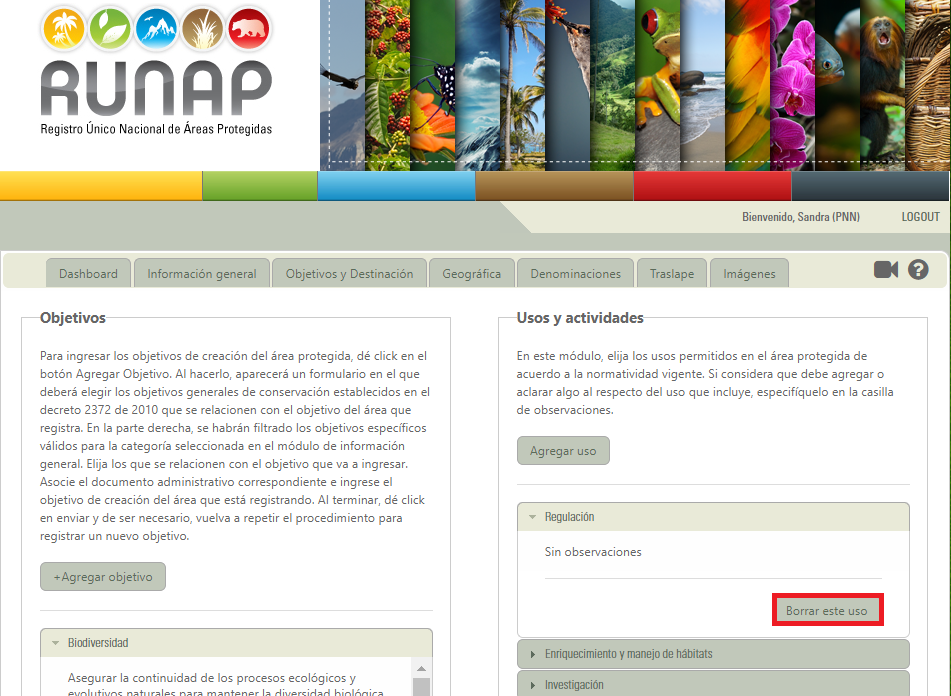 RUNAP
Registro Único Nacional de Áreas Protegidas
Bienvenido, Sandra (PNN)
LOGOUT
Dashboard
Información general
Objetivos y Destinación
Geográfica
Denominaciones
Traslape
Imágenes
?
Objetivos
Para ingresar los objetivos de creación del área protegida, dé click en el
botón Agregar Objetivo. Al hacerlo, aparecerá un formulario en el que
deberá elegir los objetivos generales de conservación establecidos en el
decreto 2372 de 2010 que se relacionen con el objetivo del área que
registra. En la parte derecha, se habrán filtrado los objetivos específicos
válidos para la categoría seleccionada en el módulo de información
general. Elija los que se relacionen con el objetivo que va a ingresar.
Asocie el documento administrativo correspondiente e ingrese el
objetivo de creación del área que está registrando. Al terminar, dé click
en enviar y de ser necesario, vuelva a repetir el procedimiento para
registrar un nuevo objetivo.
+Agregar objetivo
Biodiversidad
Asegurar la continuidad de los procesos ecológicos y
evolutivos naturales para mantener la diversidad biológica
Usos y actividades
En este módulo, elija los usos permitidos en el área protegida de
acuerdo a la normatividad vigente. Si considera que debe agregar o
aclarar algo al respecto del uso que incluye, especifíquelo en la casilla
de observaciones.
Agregar uso
Regulación
Sin observaciones
Borrar este uso
Enriquecimiento y manejo de hábitats
Investigación